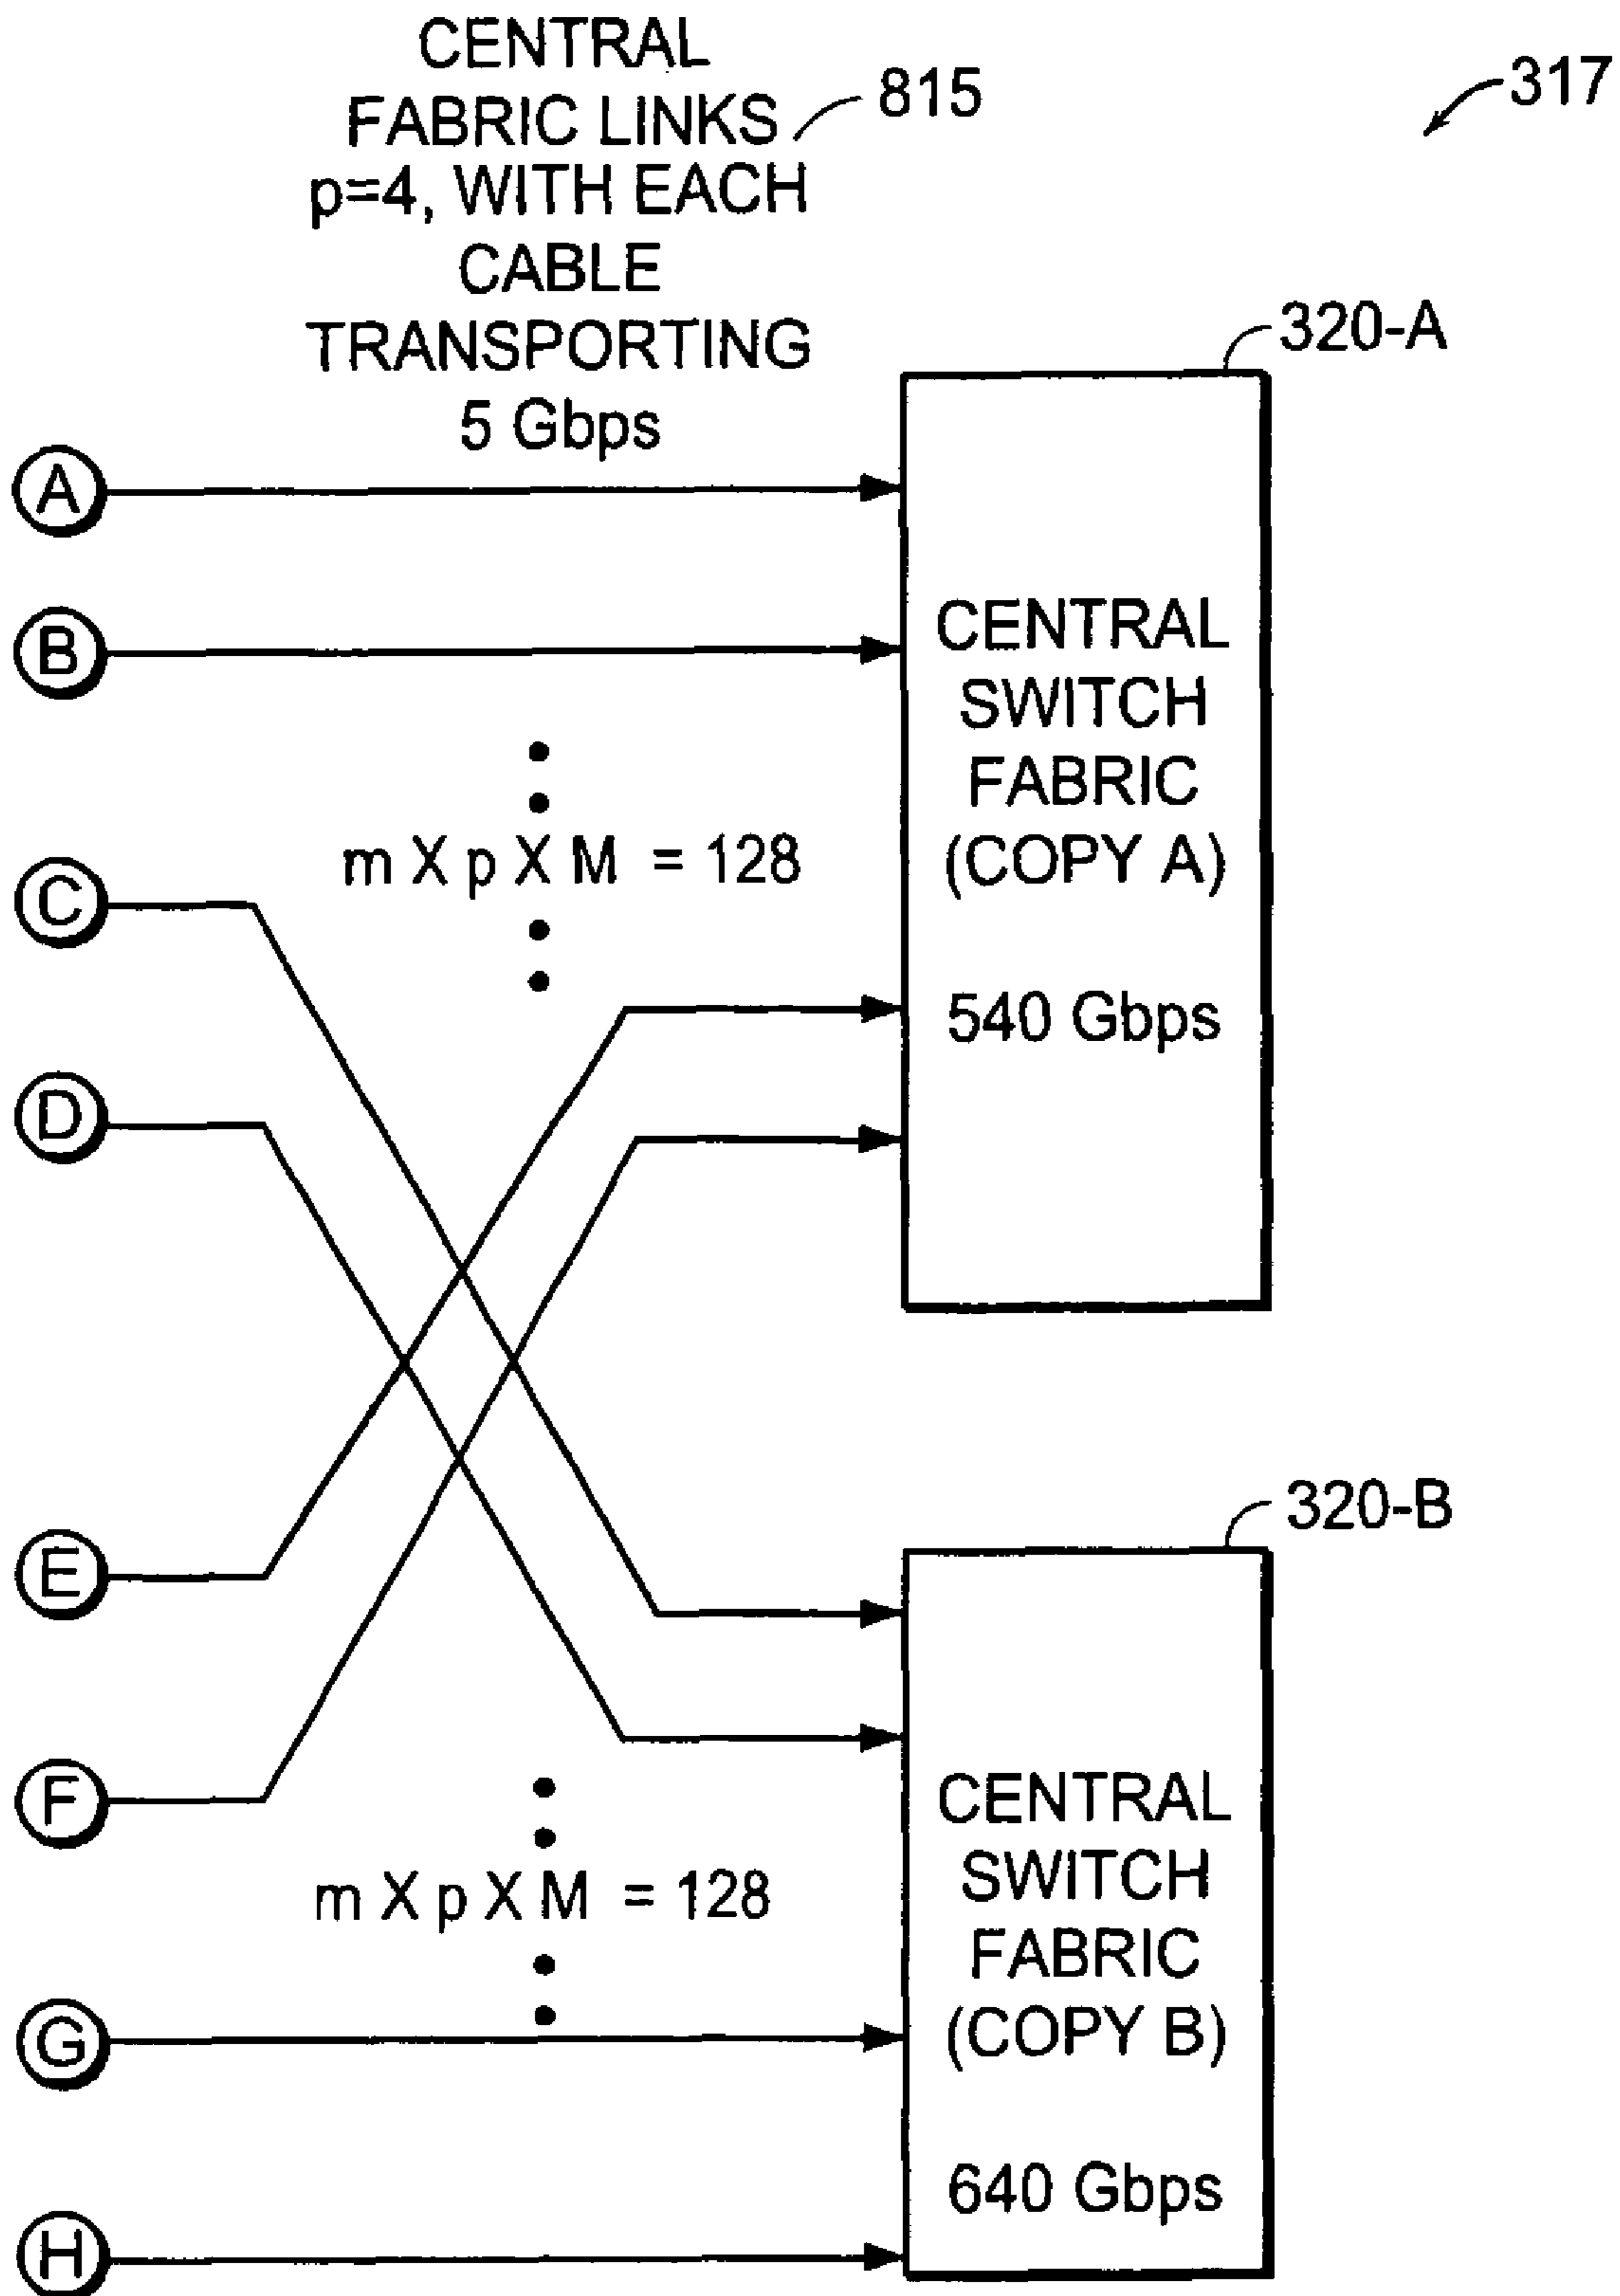 CENTRAL
FABRIC LINKS
p=4, WITH EACH
CABLE
TRANSPORTING
5 Gbps
815
317
320-A
A
B
CENTRAL
SWITCH
FABRIC
(COPY A)
540 Gbps
m X p X M = 128
C
D
E
320-B
F
CENTRAL
SWITCH
FABRIC
(COPY B)
640 Gbps
m X p X M = 128
G
H